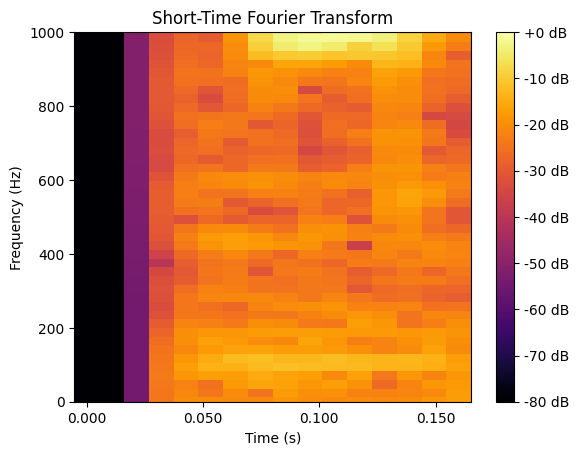 Short-Time Fourier Transform
1000
800
600
400
200
0
Frequency (Hz)
0.000
0.050
0.100
0.150
Time (s)
+0 dB
-10 dB
-20 dB
-30 dB
-40 dB
-50 dB
-60 dB
-70 dB
-80 dB